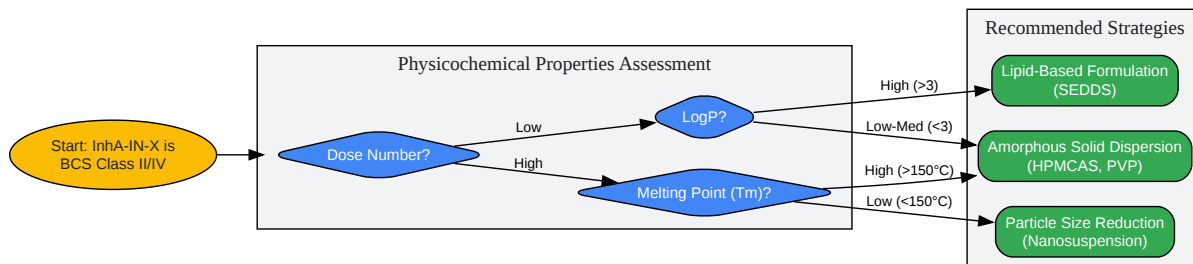 Recommended Strategies
Physicochemical Properties Assessment
Lipid-Based Formulation
(SEDDS)
High (>3)
LogP?
Low-Med (<3)
Low
Start: InhA-IN-X is
BCS Class II/IV
Dose Number?
Amorphous Solid Dispersion
(HPMCAS, PVP)
High
High (>150°C)
Melting Point (Tm)?
Low (<150°C)
Particle Size Reduction
(Nanosuspension)